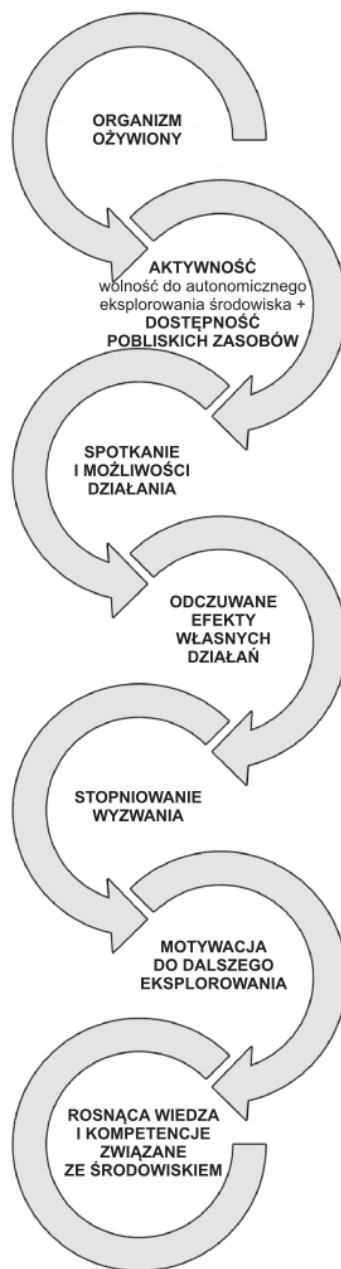 ORGANIZM
OŻYWIONY
AKTYWNOŚĆ
wolność do autonomicznego
eksplorowania środowiska +
DOSTĘPNOŚĆ
POBLISKICH ZASOBÓW
SPOTKANIE
I MOŻLIWOŚCI
DZIAŁANIA
ODCZUWANE
EFEKTY
WŁASNYCH
DZIAŁAŃ
STOPNIOWANIE
WYZWANIA
MOTYWACJA
DO DALSZEGO
EKSPLOROWANIA
ROSNĄCA WIEDZA
I KOMPETENCJE
ZWIĄZANE
ZE ŚRODOWISKIEM